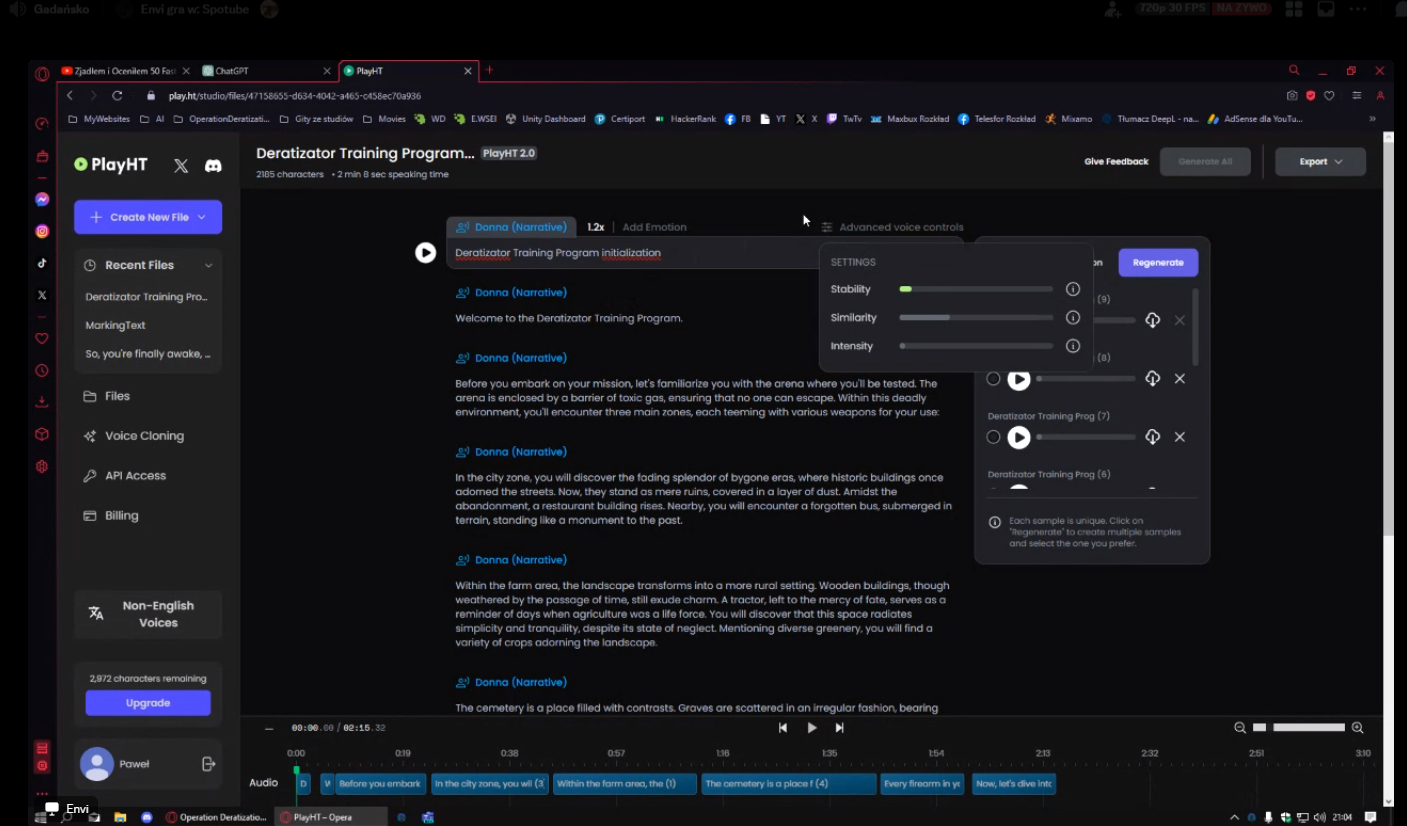 Gadańsko
Envi gra w: Spotube
720p 30 FPS NA ŻYWO
Zjadłem i Oceniłem 50 Fas
ChatGPT
PlayHT
play.ht/studio/files/47158655-d634-4042-a465-c458ec70a936
MyWebsites AI OperationDeratizati... Gity ze studiów Movies WD E.WSEI Unity Dashboard Certiport HackerRank FB YT X TwTv Maxbux Rozkład Telesfor Rozkład Mixamo Tłumacz DeepL - na... AdSense dla YouTu...
PlayHT
Deratizator Training Program... PlayHT 2.0
2185 characters • 2 min 8 sec speaking time
Give Feedback
Generate All
Export
+ Create New File
Recent Files
Deratizator Training Pro...
MarkingText
So, you're finally awake, ...
Files
Voice Cloning
API Access
Billing
Non-English
Voices
2,972 characters remaining
Upgrade
Paweł
Donna (Narrative) 1.2x | Add Emotion
Advanced voice controls
Deratizator Training Program initialization
Donna (Narrative)
Welcome to the Deratizator Training Program.
Donna (Narrative)
Before you embark on your mission, let's familiarize you with the arena where you'll be tested. The
arena is enclosed by a barrier of toxic gas, ensuring that no one can escape. Within this deadly
environment, you'll encounter three main zones, each teeming with various weapons for your use:
Donna (Narrative)
In the city zone, you will discover the fading splendor of bygone eras, where historic buildings once
adorned the streets. Now, they stand as mere ruins, covered in a layer of dust. Amidst the
abandonment, a restaurant building rises. Nearby, you will encounter a forgotten bus, submerged in
terrain, standing like a monument to the past.
Donna (Narrative)
Within the farm area, the landscape transforms into a more rural setting. Wooden buildings, though
weathered by the passage of time, still exude charm. A tractor, left to the mercy of fate, serves as a
reminder of days when agriculture was a life force. You will discover that this space radiates
simplicity and tranquility, despite its state of neglect. Mentioning diverse greenery, you will find a
variety of crops adorning the landscape.
Donna (Narrative)
The cemetery is a place filled with contrasts. Graves are scattered in an irregular fashion, bearing
SETTINGS
Stability
Similarity
Intensity
on
Regenerate
(9)
(8)
Deratizator Training Prog (7)
Deratizator Training Prog (6)
Each sample is unique. Click on
"Regenerate" to create multiple samples
and select the one you prefer.
00:00.00 / 02:15.32
0:00 0:19 0:38 0:57 1:16 1:35 1:54 2:13 2:32 2:51 3:10
Audio
D
W
Before you embark
In the city zone, you wil (3)
Within the farm area, the (1)
The cemetery is a place f (4)
Every firearm in yo
Now, let's dive into
Envi
Operation Deratizatio...
PlayHT – Opera
21:04